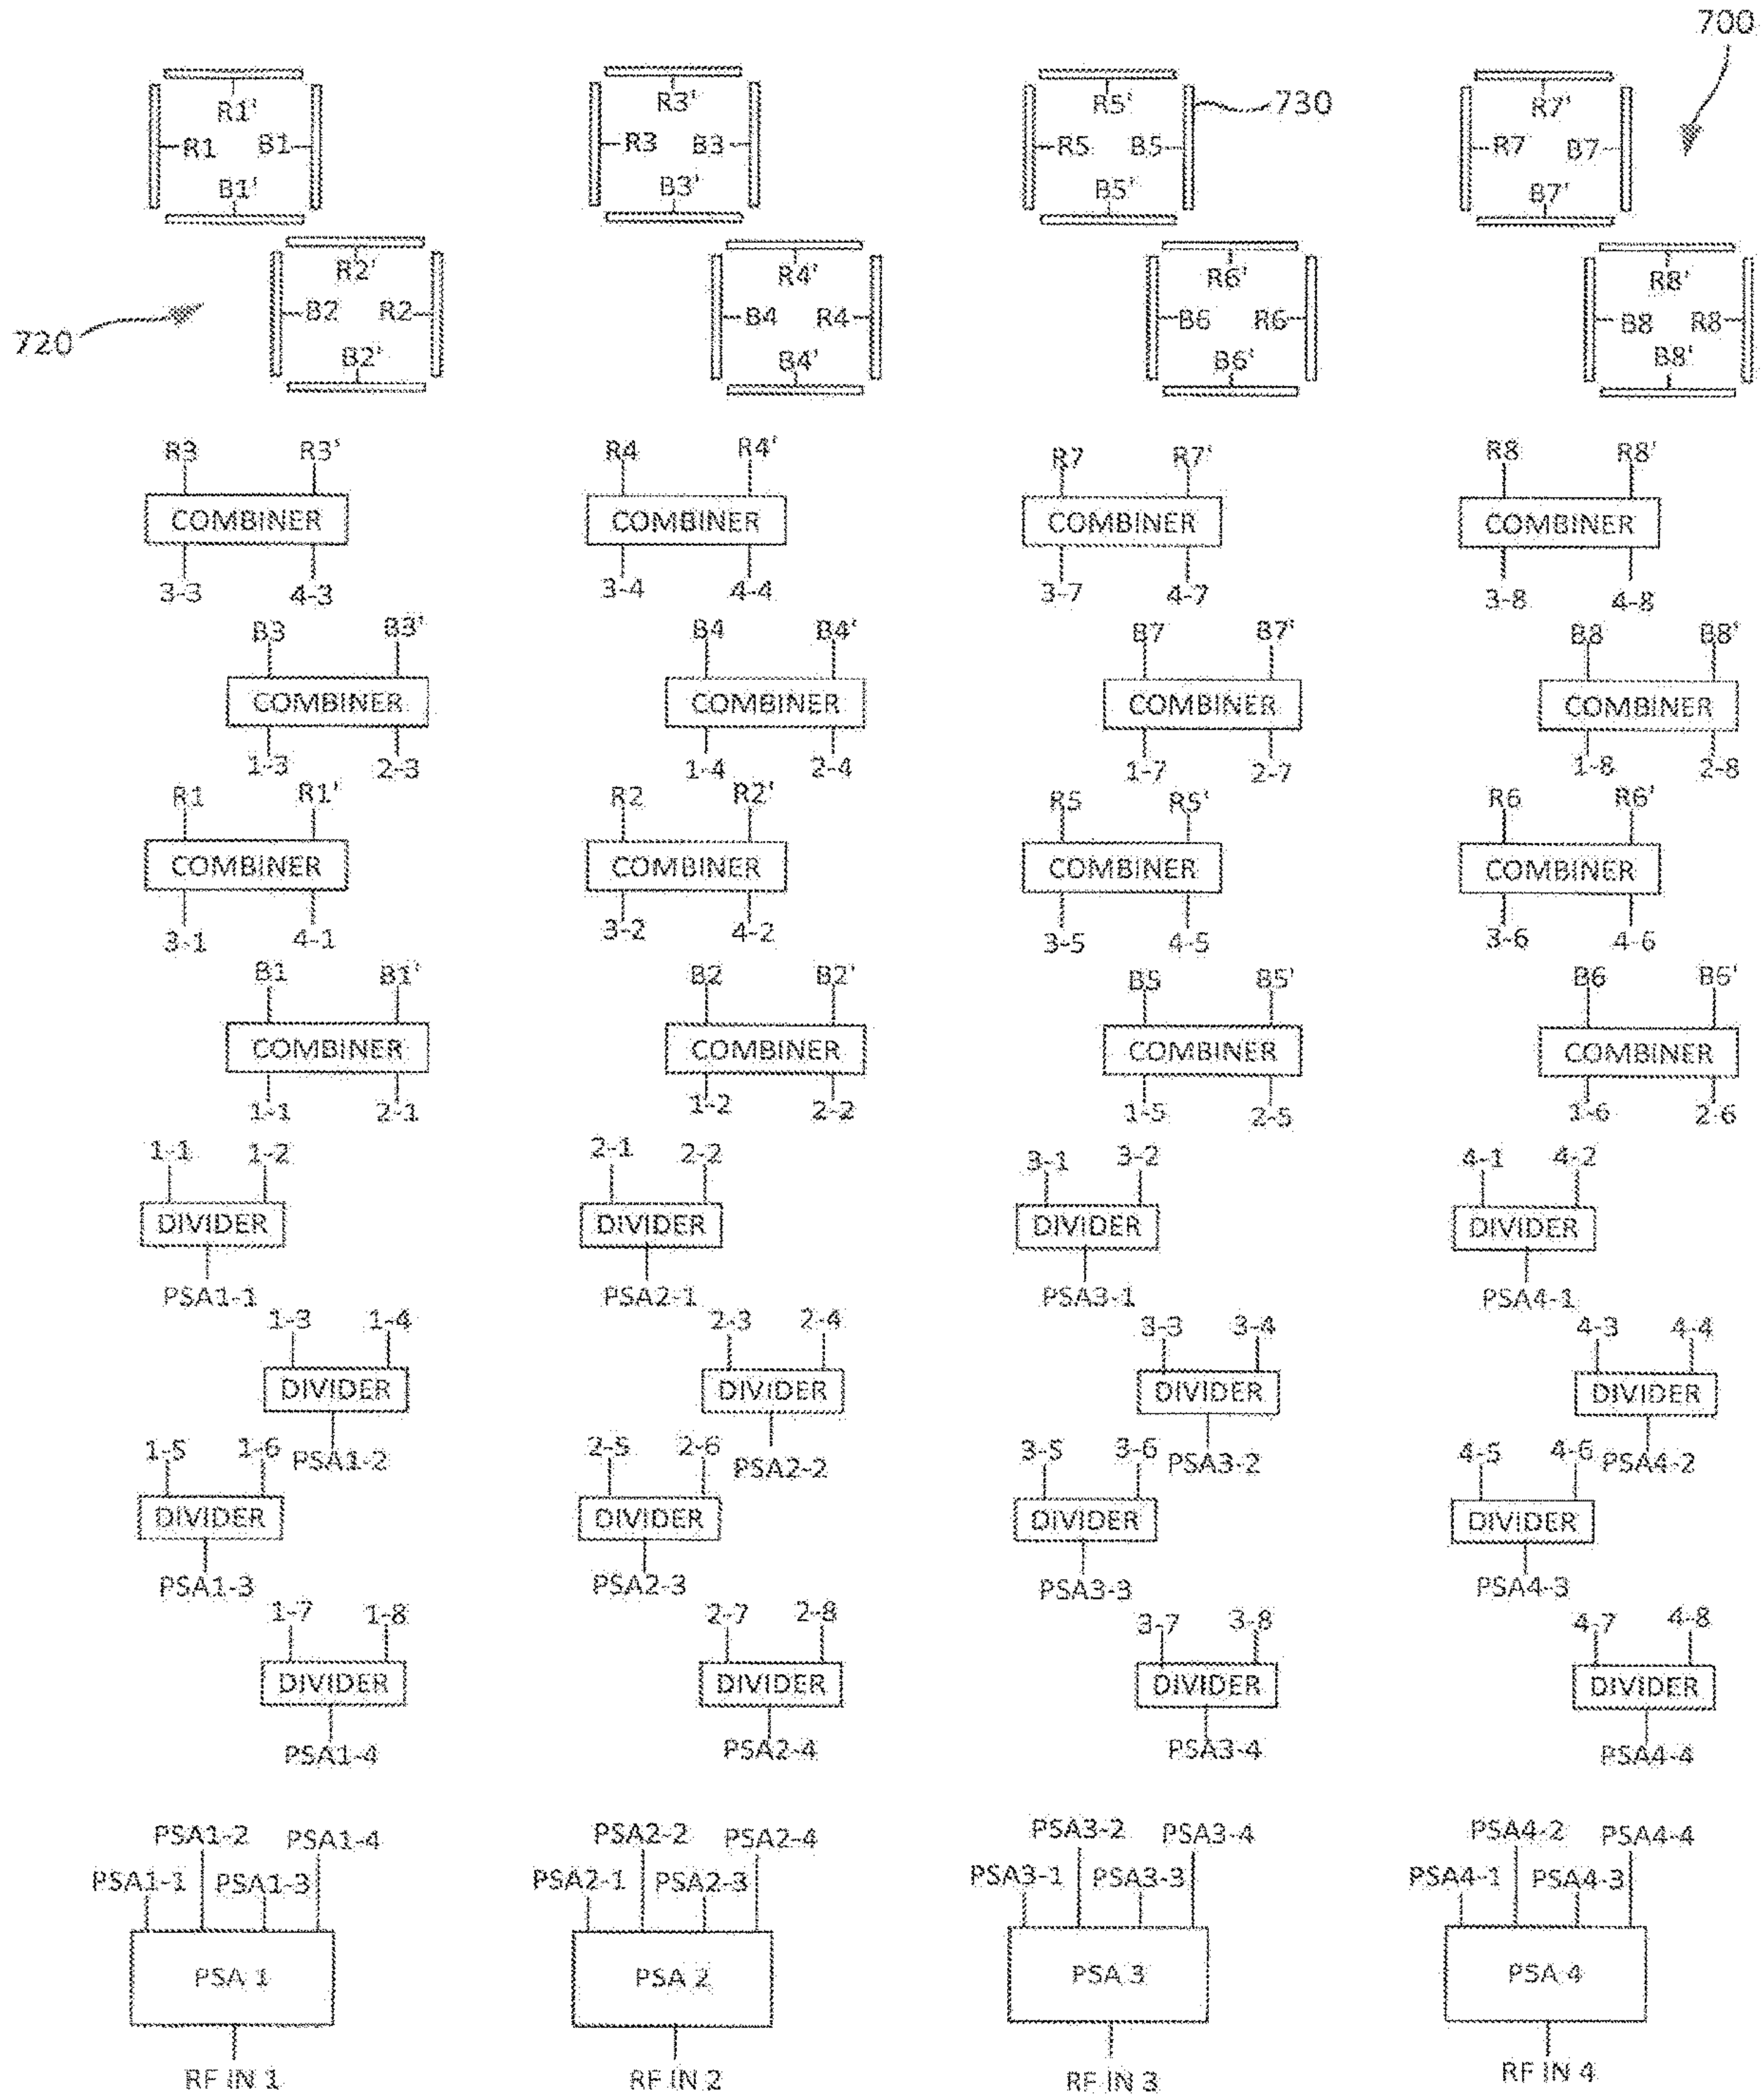 700
R1' R3' R5' 730 R7'
R1 B1 R3 B3 R5 B5 R7 B7
B1' B3' B5' B7'
R2' R4' R6' R8'
720 B2 R2 B4 R4 B6 R6 B8 R8
B2' B4' B6' B8'
R3 R3' R4 R4' R7 R7' R8 R8'
COMBINER COMBINER COMBINER COMBINER
3-3 4-3 3-4 4-4 3-7 4-7 3-8 4-8
B3 B3' B4 B4' B7 B7' B8 B8'
COMBINER COMBINER COMBINER COMBINER
1-3 2-3 1-4 2-4 1-7 2-7 1-8 2-8
R1 R1' R2 R2' R5 R5' R6 R6'
COMBINER COMBINER COMBINER COMBINER
3-1 4-1 3-2 4-2 3-5 4-5 3-6 4-6
B1 B1' B2 B2' B5 B5' B6 B6'
COMBINER COMBINER COMBINER COMBINER
1-1 2-1 1-2 2-2 1-5 2-5 1-6 2-6
1-1 1-2 2-1 2-2 3-1 3-2 4-1 4-2
DIVIDER DIVIDER DIVIDER DIVIDER
PSA1-1 PSA2-1 PSA3-1 PSA4-1
1-3 1-4 2-3 2-4 3-3 3-4 4-3 4-4
DIVIDER DIVIDER DIVIDER DIVIDER
PSA1-2 PSA2-2 PSA3-2 PSA4-2
1-5 1-6 2-5 2-6 3-5 3-6 4-5 4-6
DIVIDER DIVIDER DIVIDER DIVIDER
PSA1-3 PSA2-3 PSA3-3 PSA4-3
1-7 1-8 2-7 2-8 3-7 3-8 4-7 4-8
DIVIDER DIVIDER DIVIDER DIVIDER
PSA1-4 PSA2-4 PSA3-4 PSA4-4
PSA1-2 PSA1-4 PSA2-2 PSA2-4 PSA3-2 PSA3-4 PSA4-2 PSA4-4
PSA1-1 PSA1-3 PSA2-1 PSA2-3 PSA3-1 PSA3-3 PSA4-1 PSA4-3
PSA 1 PSA 2 PSA 3 PSA 4
RF IN 1 RF IN 2 RF IN 3 RF IN 4